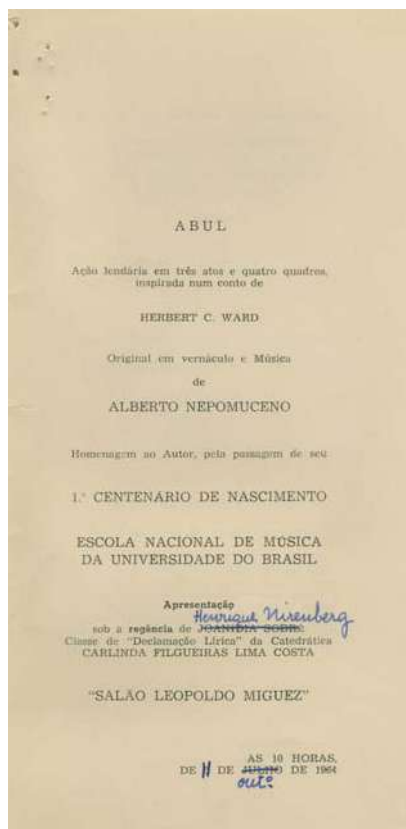 ABUL
Ação lendária em três atos e quatro quadros,
inspirada num conto de
HERBERT C. WARD
Original em vernáculo e Música
de
ALBERTO NEPOMUCENO
Homenagem ao Autor, pela passagem de seu
1.º CENTENÁRIO DE NASCIMENTO
ESCOLA NACIONAL DE MÚSICA
DA UNIVERSIDADE DO BRASIL
Apresentação
Henrique Nirenberg
sob a regência de JOANIDIA SODRÉ
Classe de "Declamação Lírica" da Catedrática
CARLINDA FILGUEIRAS LIMA COSTA
"SALÃO LEOPOLDO MIGUEZ"
AS 10 HORAS,
DE 11 DE JULHO DE 1964
outº